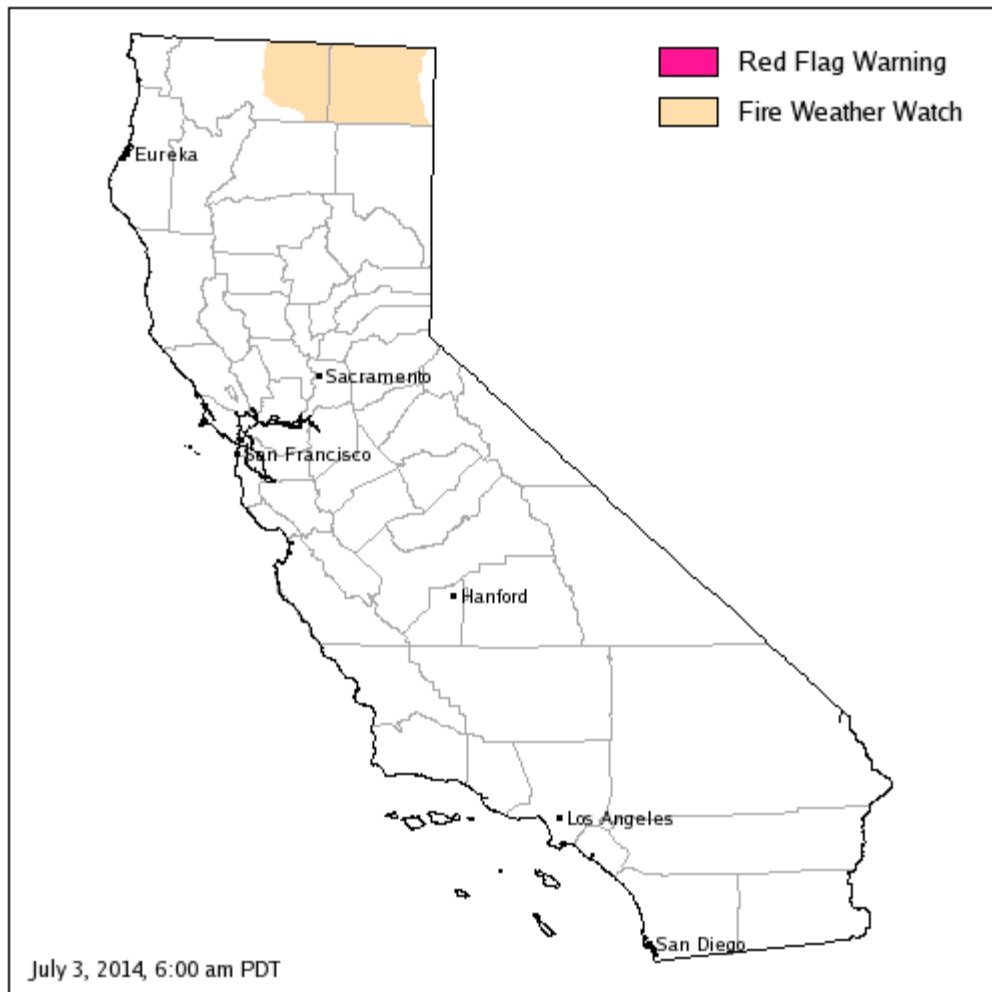 Red Flag Warning
Fire Weather Watch
Eureka
Sacramento
San Francisco
Hanford
Los Angeles
San Diego
July 3, 2014, 6:00 am PDT